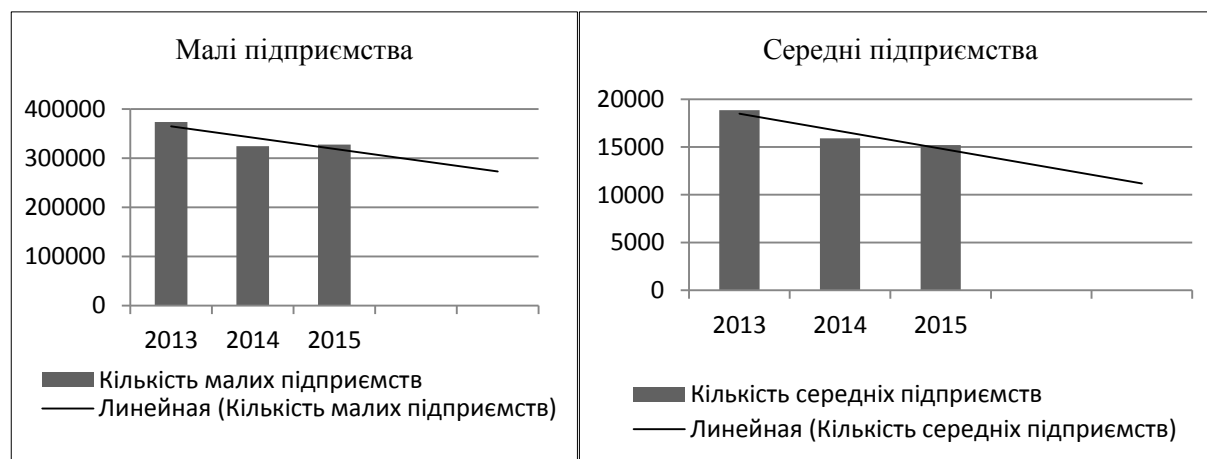 Малі підприємства
400000
300000
200000
100000
0
2013 2014 2015
Кількість малих підприємств
Линейная (Кількість малих підприємств)
Середні підприємства
20000
15000
10000
5000
0
2013 2014 2015
Кількість середніх підприємств
Линейная (Кількість середніх підприємств)